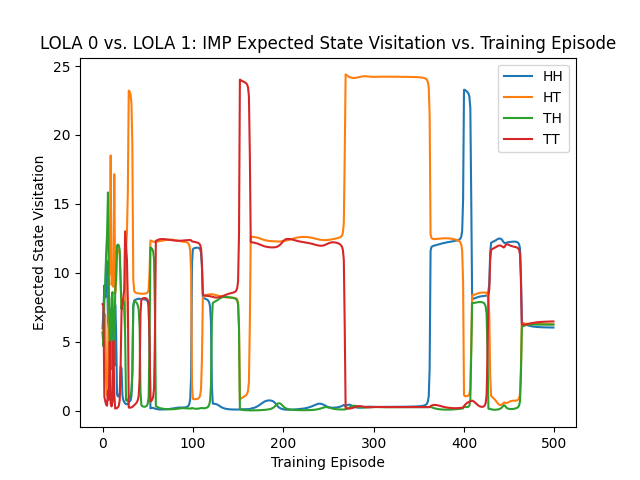 LOLA 0 vs. LOLA 1: IMP Expected State Visitation vs. Training Episode
25
20
15
10
5
0
Expected State Visitation
HH
HT
TH
TT
0 100 200 300 400 500
Training Episode